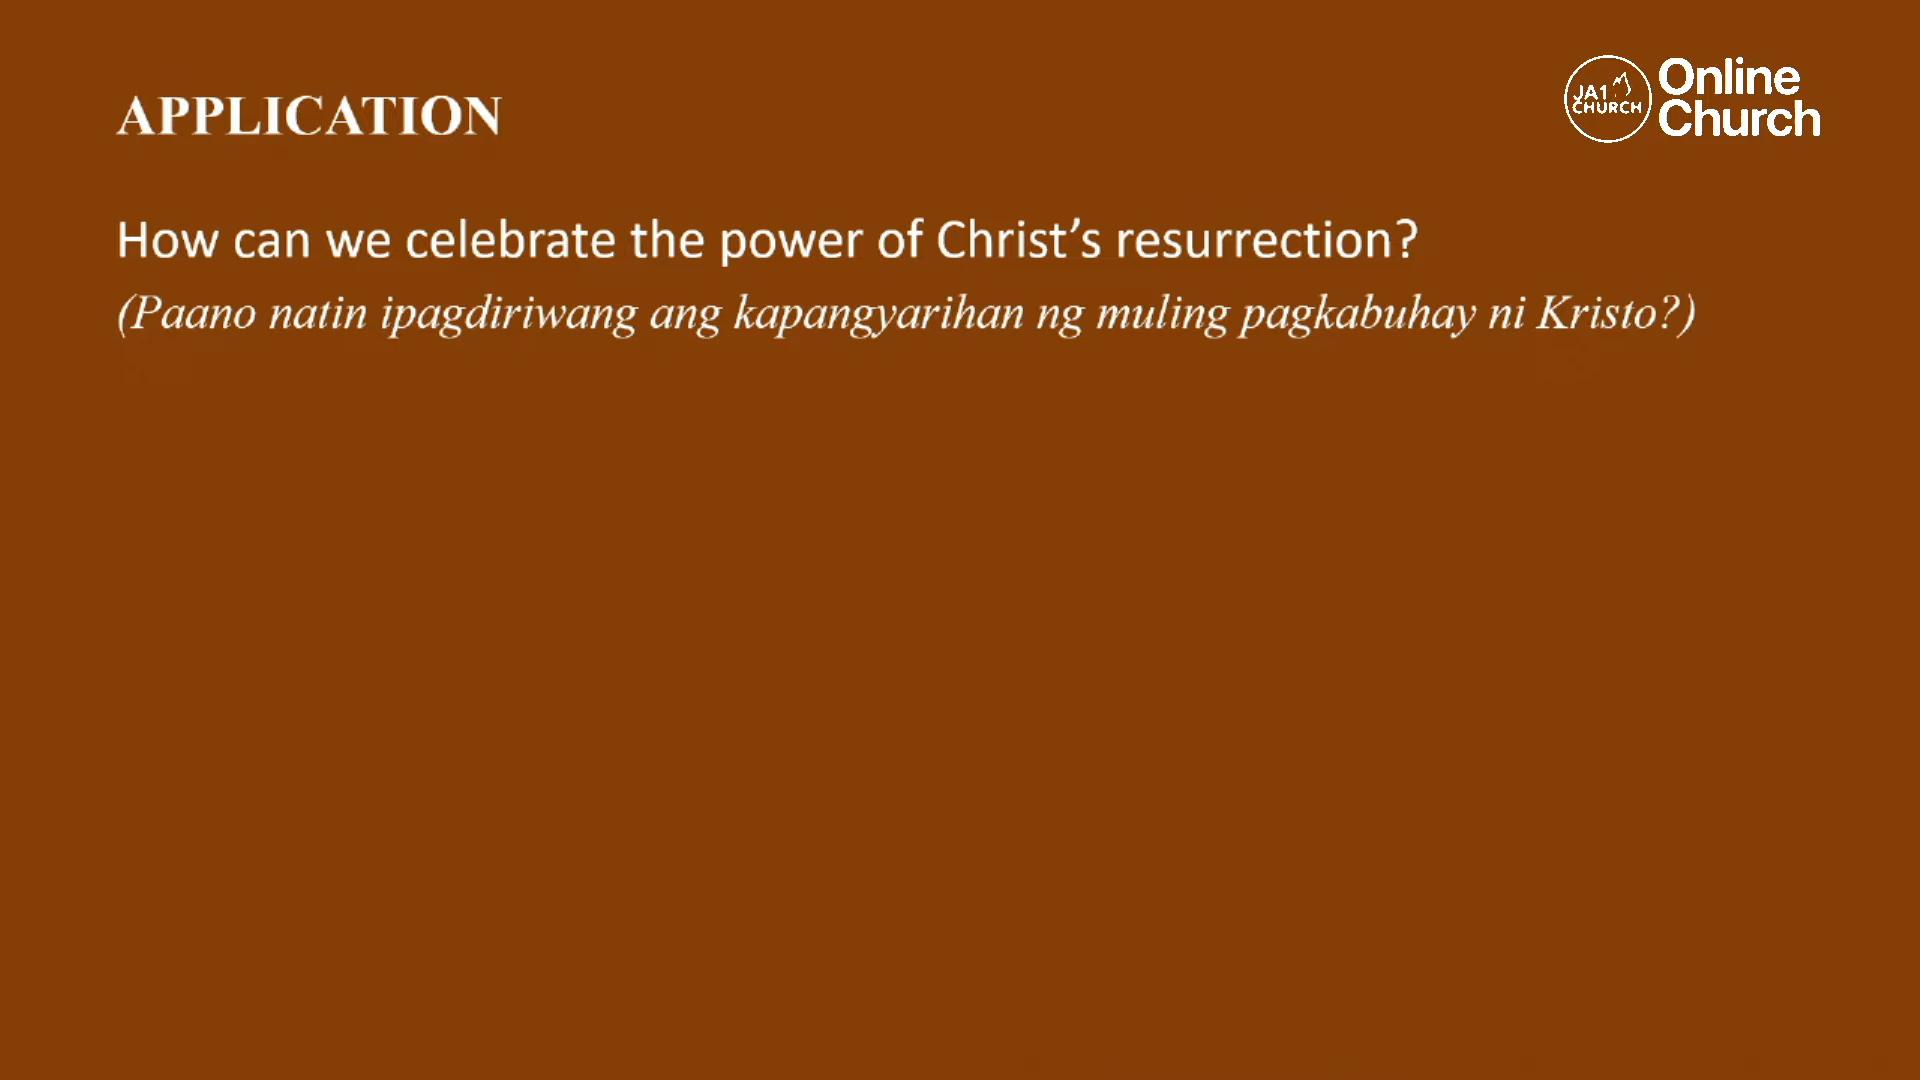 APPLICATION
JA1
CHURCH
Online
Church
How can we celebrate the power of Christ’s resurrection?
(Paano natin ipagdiriwang ang kapangyarihan ng muling pagkabuhay ni Kristo?)